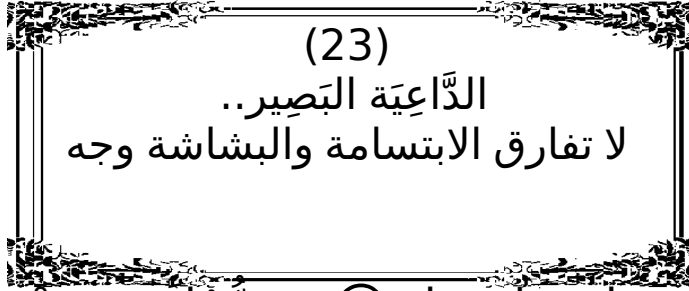 (23)
الدَّاعِيَة البَصِير..
لا تفارق الابتسامة والبشاشة وجه